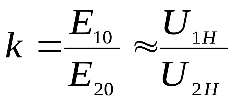 k = E₁₀ / E₂₀ ≈ U₁H / U₂H